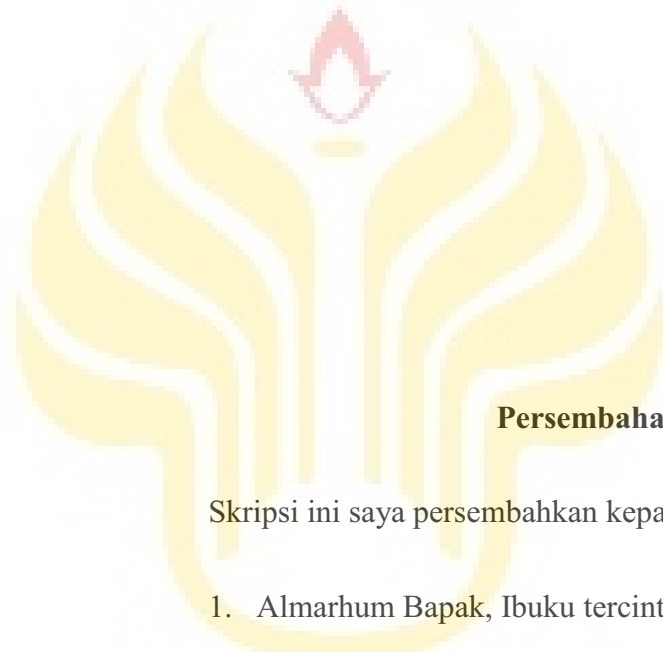 Persembaha
Skripsi ini saya persembahkan kepa
1. Almarhum Bapak, Ibuku tercint